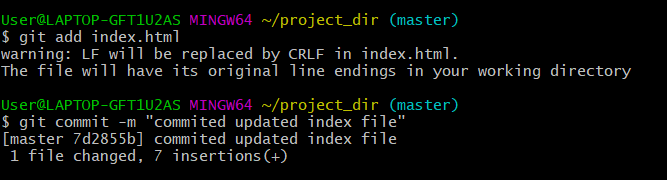 User@LAPTOP-GFT1U2AS MINGW64 ~/project_dir (master)
$ git add index.html
warning: LF will be replaced by CRLF in index.html.
The file will have its original line endings in your working directory
User@LAPTOP-GFT1U2AS MINGW64 ~/project_dir (master)
$ git commit -m "commited updated index file"
[master 7d2855b] commited updated index file
 1 file changed, 7 insertions(+)